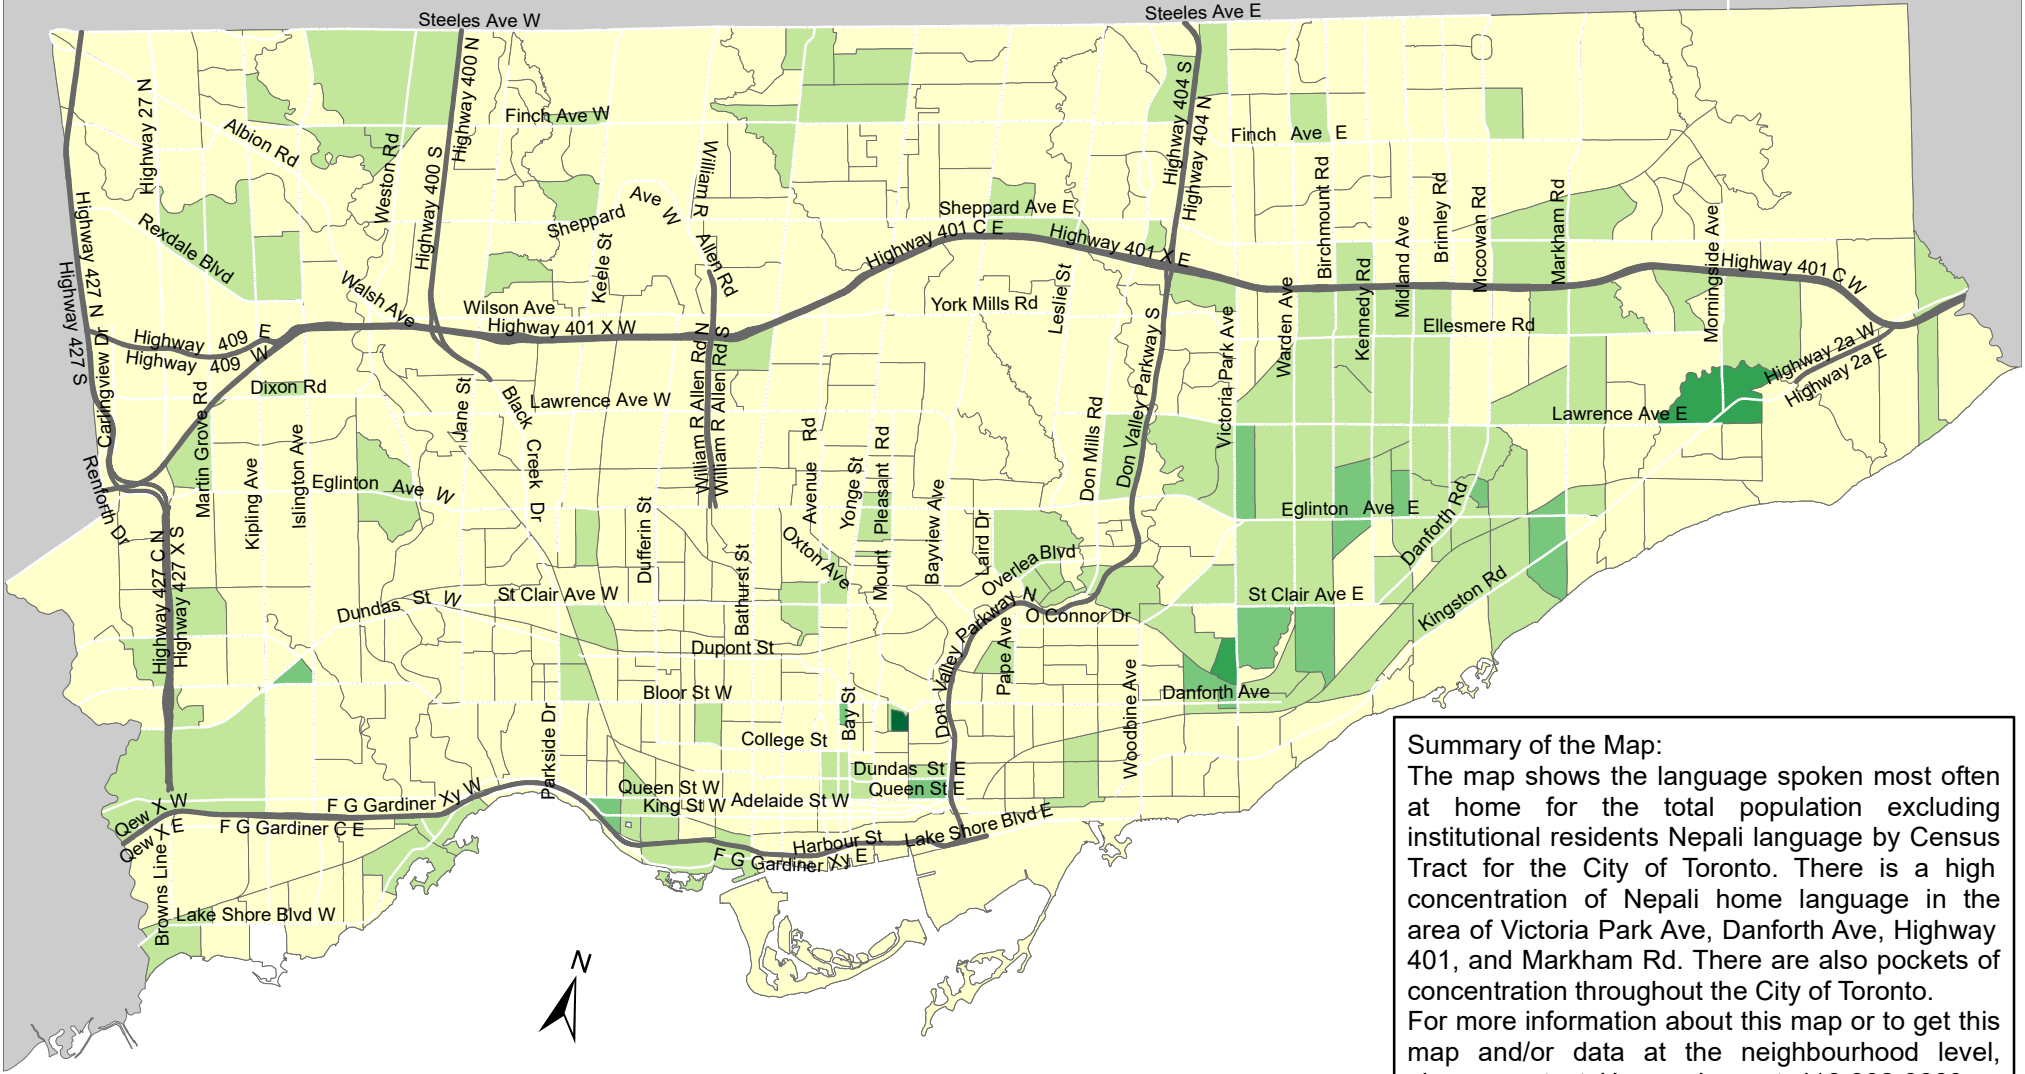 Steeles Ave W
Steeles Ave E
Highway 27 N
Albion Rd
Weston Rd
Highway 400 N
Highway 400 S
Finch Ave W
William R Allen Rd
Highway 404 S
Highway 404 N
Finch Ave E
Highway 427 N
Highway 427 S
Rexdale Blvd
Walsh Ave
Sheppard Ave W
Keele St
Wilson Ave
Highway 401 X W
Sheppard Ave E
Highway 401 C E
Highway 401 X E
York Mills Rd
Leslie St
Birchmount Rd
Kennedy Rd
Midland Ave
Brimley Rd
Mccowan Rd
Markham Rd
Morningside Ave
Highway 401 C W
Warden Ave
Ellesmere Rd
Highway 2a W
Highway 2a E
Highway 409 E
Highway 409 W
Carlingview Dr
Dixon Rd
Martin Grove Rd
Jane St
Black Creek Dr
Lawrence Ave W
William R Allen Rd N
William R Allen Rd S
Don Mills Rd
Don Valley Parkway S
Victoria Park Ave
Lawrence Ave E
Renforth Dr
Kipling Ave
Islington Ave
Eglinton Ave W
Dufferin St
Bathurst St
Avenue Rd
Oxton Ave
Yonge St
Mount Pleasant Rd
Bayview Ave
Laird Dr
Overlea Blvd
Eglinton Ave E
Danforth Rd
Kingston Rd
Highway 427 C N
Highway 427 X S
Dundas St W
St Clair Ave W
Don Valley Parkway N
O Connor Dr
St Clair Ave E
Dupont St
Pape Ave
Woodbine Ave
Danforth Ave
Bloor St W
Parkside Dr
Bay St
College St
Dundas St E
Queen St E
Queen St W
King St W
Adelaide St W
Qew X W
Qew X E
F G Gardiner Xy W
F G Gardiner C E
Harbour St
Lake Shore Blvd E
F G Gardiner Xy E
Browns Line
Lake Shore Blvd W
N
Summary of the Map:
The map shows the language spoken most often
at home for the total population excluding
institutional residents Nepali language by Census
Tract for the City of Toronto. There is a high
concentration of Nepali home language in the
area of Victoria Park Ave, Danforth Ave, Highway
401, and Markham Rd. There are also pockets of
concentration throughout the City of Toronto.
For more information about this map or to get this
map and/or data at the neighbourhood level,